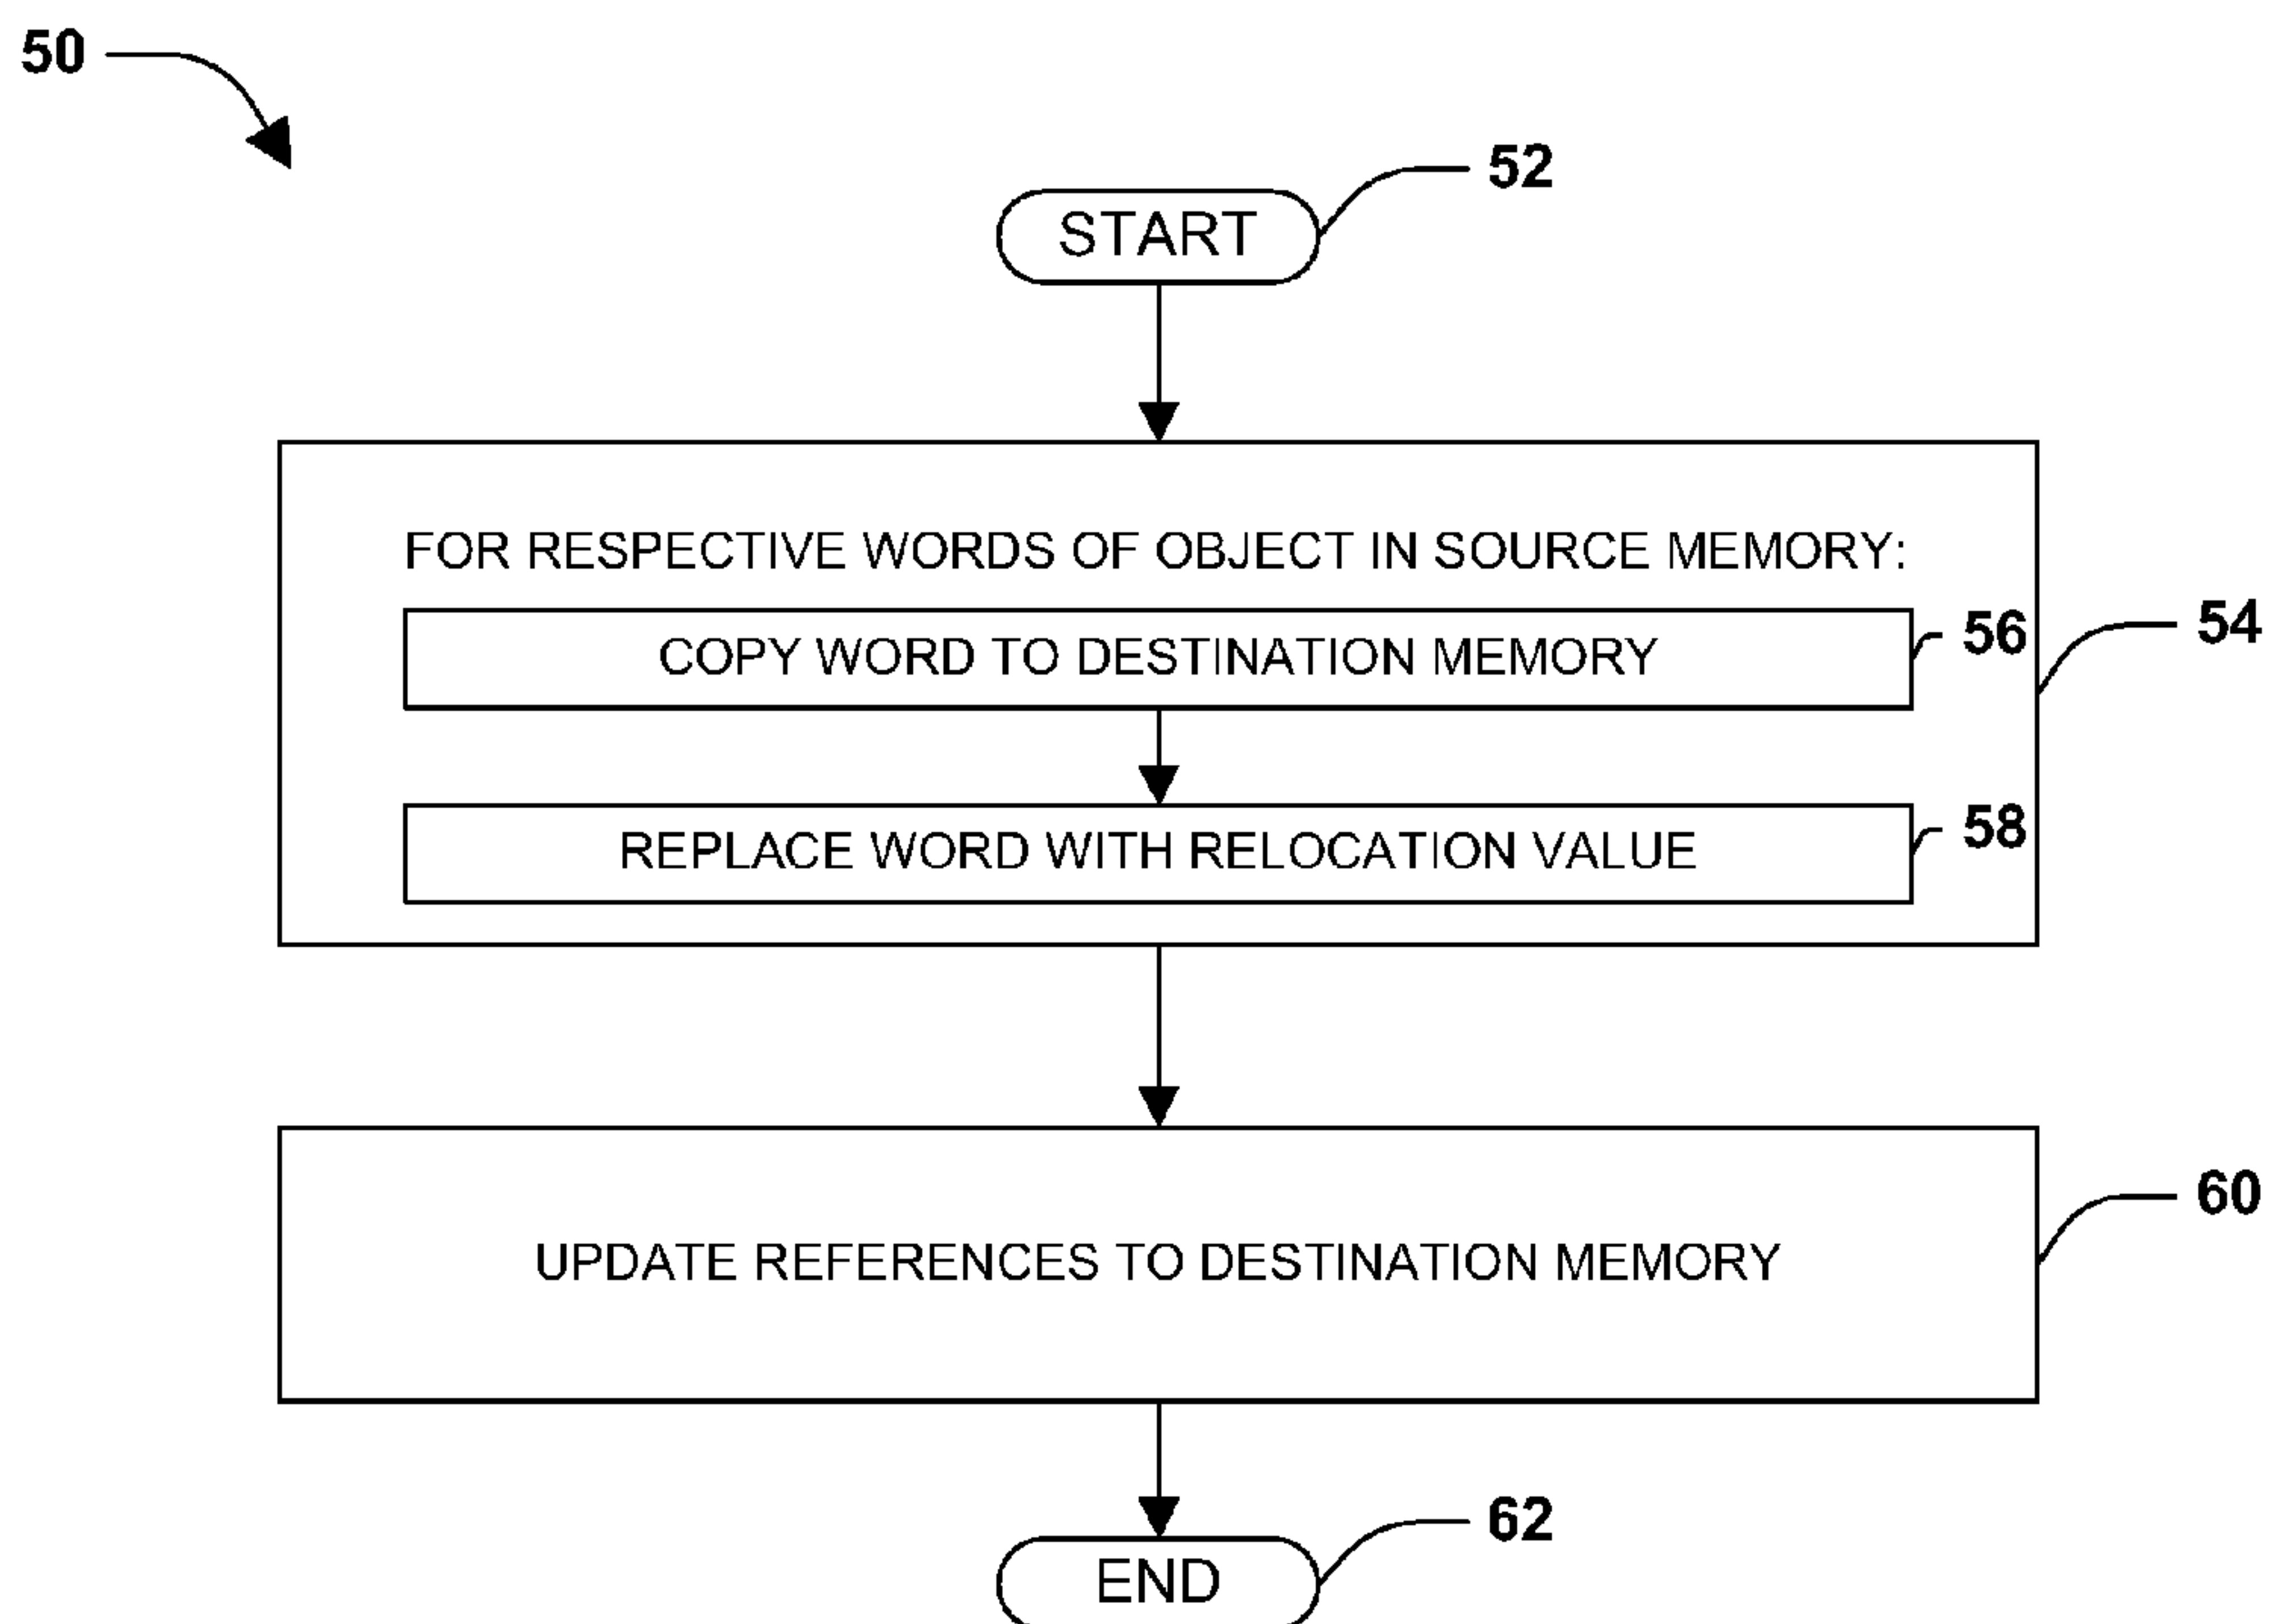 50
52
START
FOR RESPECTIVE WORDS OF OBJECT IN SOURCE MEMORY:
54
56
COPY WORD TO DESTINATION MEMORY
58
REPLACE WORD WITH RELOCATION VALUE
60
UPDATE REFERENCES TO DESTINATION MEMORY
62
END